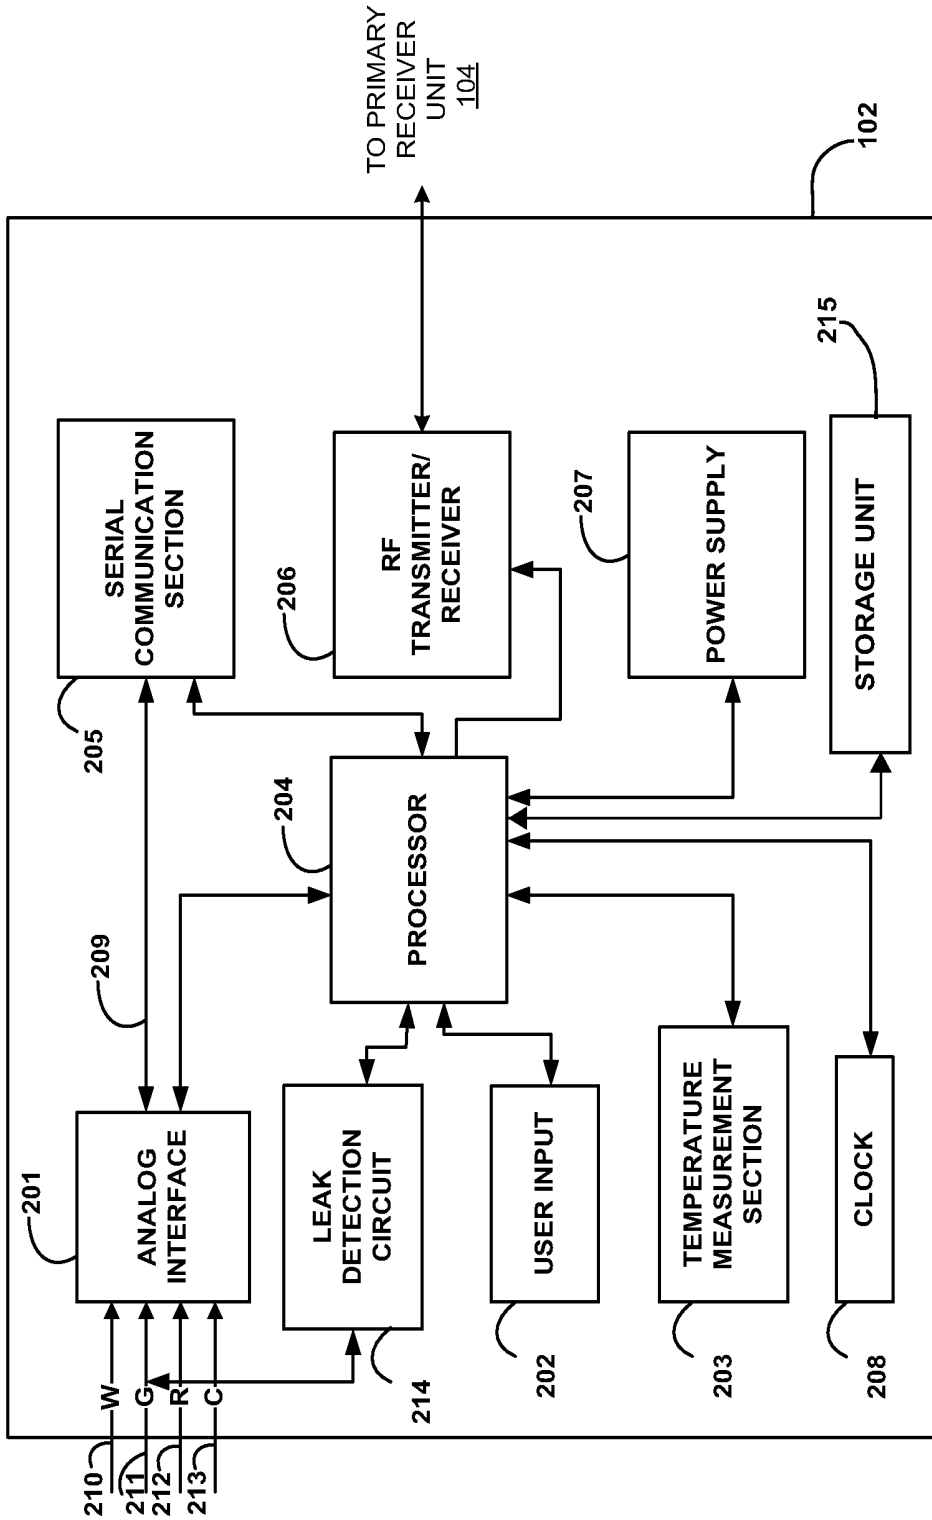 TO PRIMARY
RECEIVER
UNIT
104
102
SERIAL
COMMUNICATION
SECTION
205
RF
TRANSMITTER/
RECEIVER
206
POWER SUPPLY
207
STORAGE UNIT
215
209
PROCESSOR
204
ANALOG
INTERFACE
201
LEAK
DETECTION
CIRCUIT
214
USER INPUT
202
TEMPERATURE
MEASUREMENT
SECTION
203
CLOCK
208
W
G
R
C
210
211
212
213